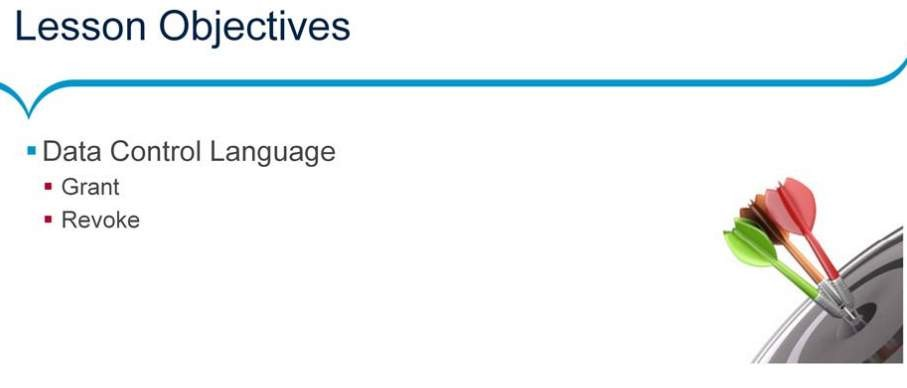 Lesson Objectives
Data Control Language
Grant
Revoke